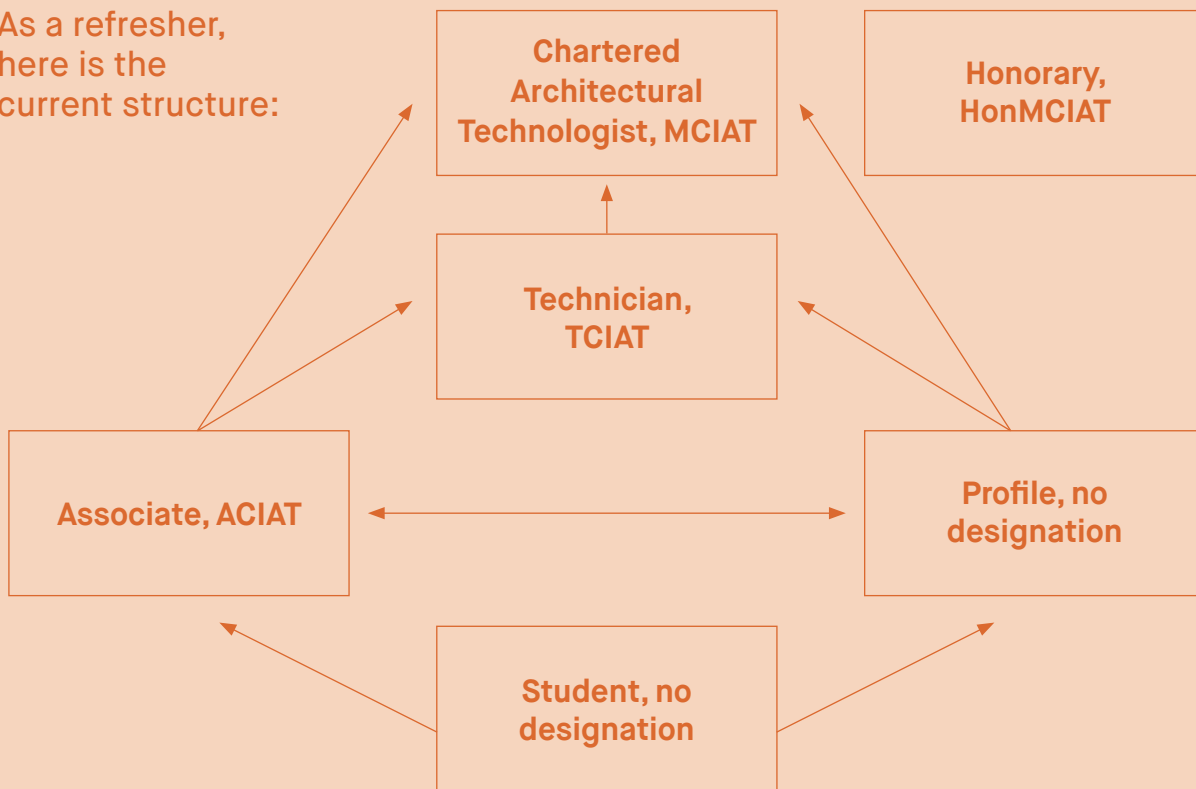 As a refresher,
here is the
current structure:
Chartered
Architectural
Technologist, MCIAT
Honorary,
HonMCIAT
Technician,
TCIAT
Associate, ACIAT
Profile, no
designation
Student, no
designation